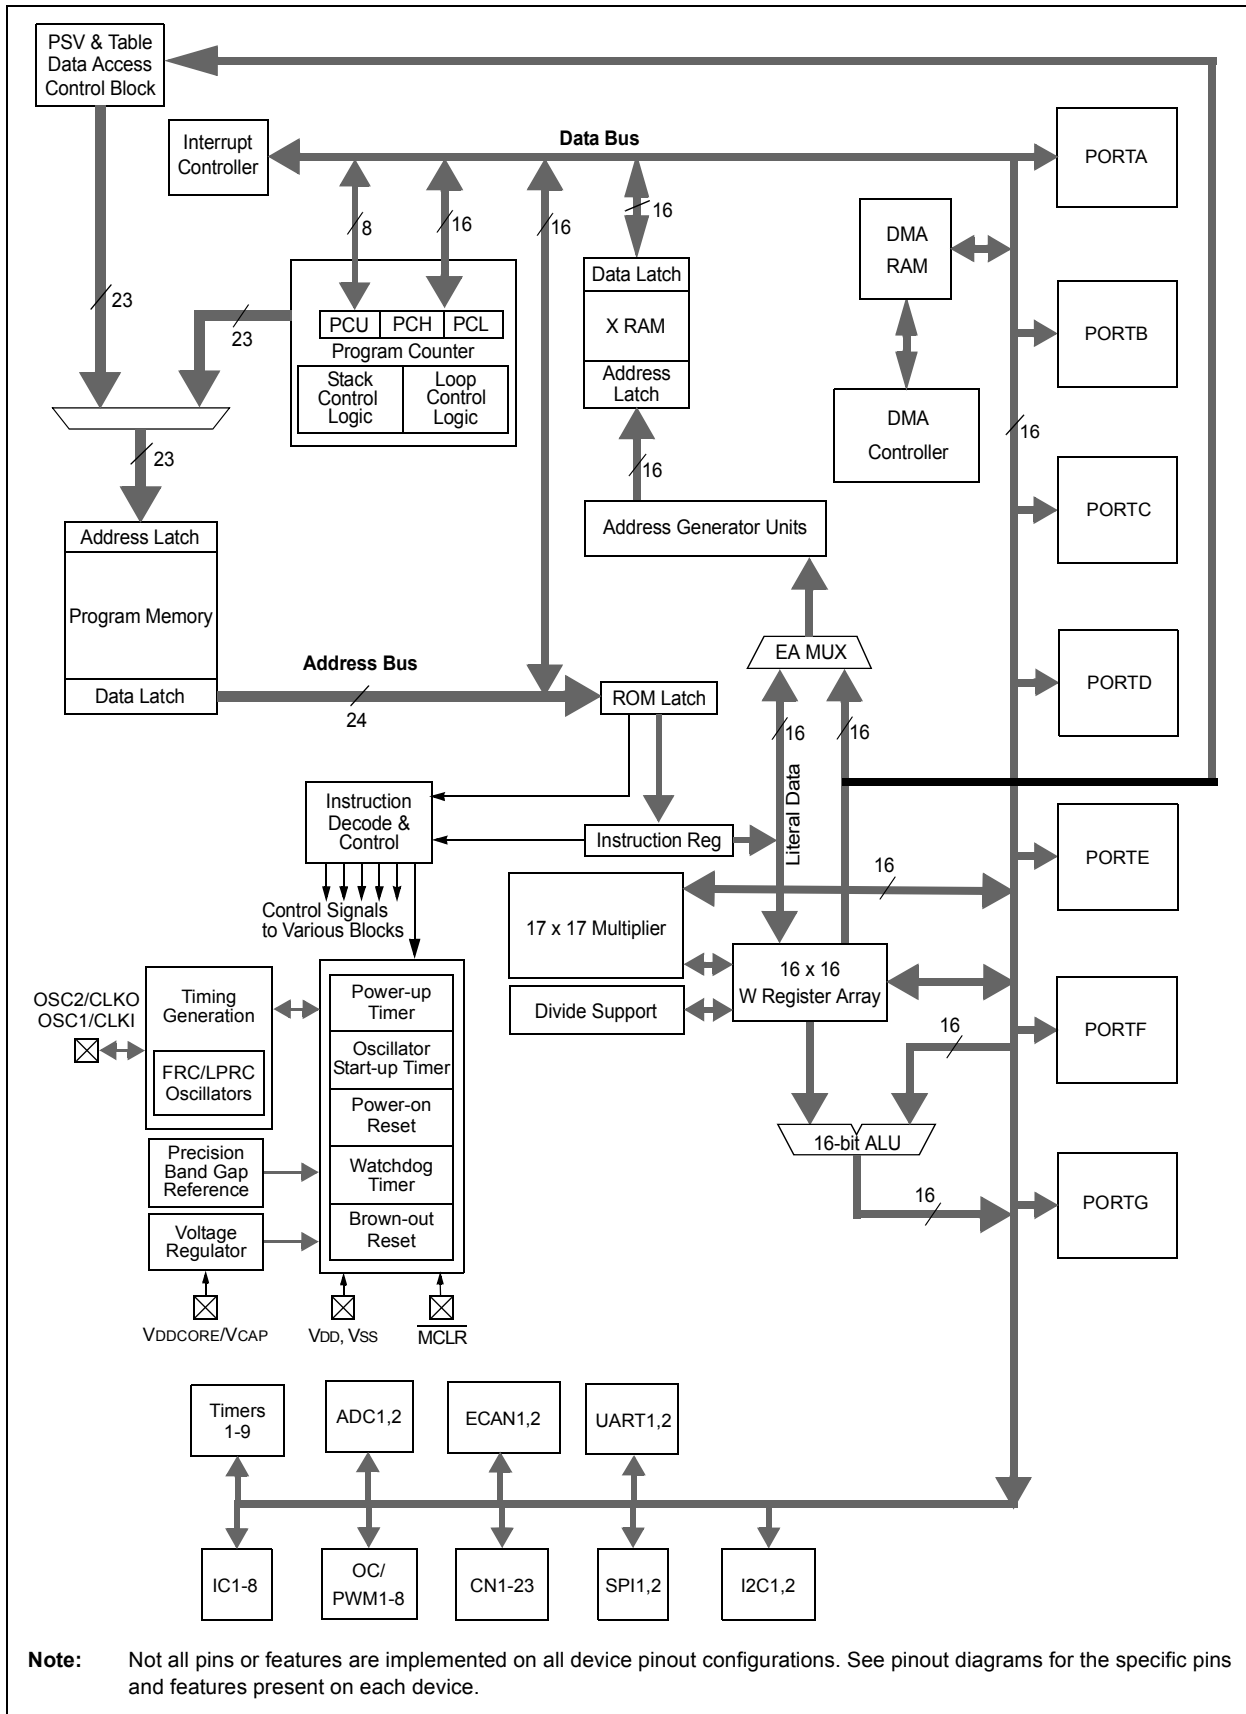 PSV & Table
Data Access
Control Block
Interrupt
Controller
Data Bus
PORTA
8
16
16
16
DMA
RAM
Data Latch
X RAM
Address
Latch
23
23
PCU
PCH
PCL
Program Counter
Stack
Control
Logic
Loop
Control
Logic
PORTB
DMA
Controller
16
23
16
PORTC
Address Generator Units
Address Latch
Program Memory
Data Latch
Address Bus
24
EA MUX
ROM Latch
PORTD
16
16
Literal Data
Instruction
Decode &
Control
Instruction Reg
PORTE
16
Control Signals
to Various Blocks
17 x 17 Multiplier
16 x 16
W Register Array
Divide Support
OSC2/CLKO
OSC1/CLKI
Timing
Generation
FRC/LPRC
Oscillators
Power-up
Timer
Oscillator
Start-up Timer
Power-on
Reset
Watchdog
Timer
Brown-out
Reset
PORTF
16
16-bit ALU
Precision
Band Gap
Reference
Voltage
Regulator
16
PORTG
VDDCORE/VCAP
VDD, VSS
MCLR
Timers
1-9
ADC1,2
ECAN1,2
UART1,2
IC1-8
OC/
PWM1-8
CN1-23
SPI1,2
I2C1,2
Note: Not all pins or features are implemented on all device pinout configurations. See pinout diagrams for the specific pins
and features present on each device.